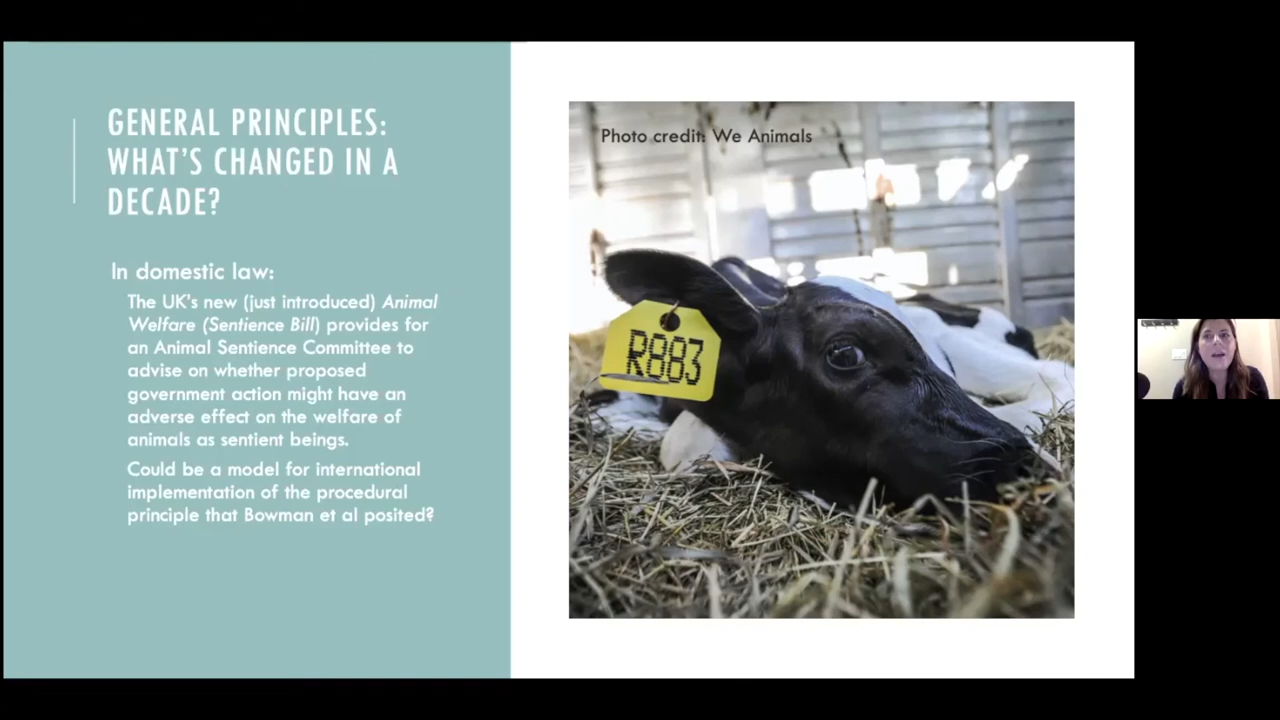 GENERAL PRINCIPLES:
WHAT'S CHANGED IN A
DECADE?
In domestic law:
The UK's new (just introduced) Animal
Welfare (Sentience Bill) provides for
an Animal Sentience Committee to
advise on whether proposed
government action might have an
adverse effect on the welfare of
animals as sentient beings.
Could be a model for international
implementation of the procedural
principle that Bowman et al posited?
Photo credit: We Animals
R883